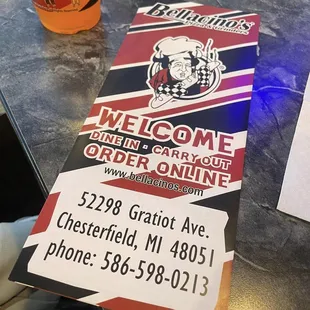 Bellacino's
WELCOME
DINE IN • CARRY OUT
ORDER ONLINE
www.bellacinos.com
52298 Gratiot Ave.
Chesterfield, MI 48051
phone: 586-598-0213